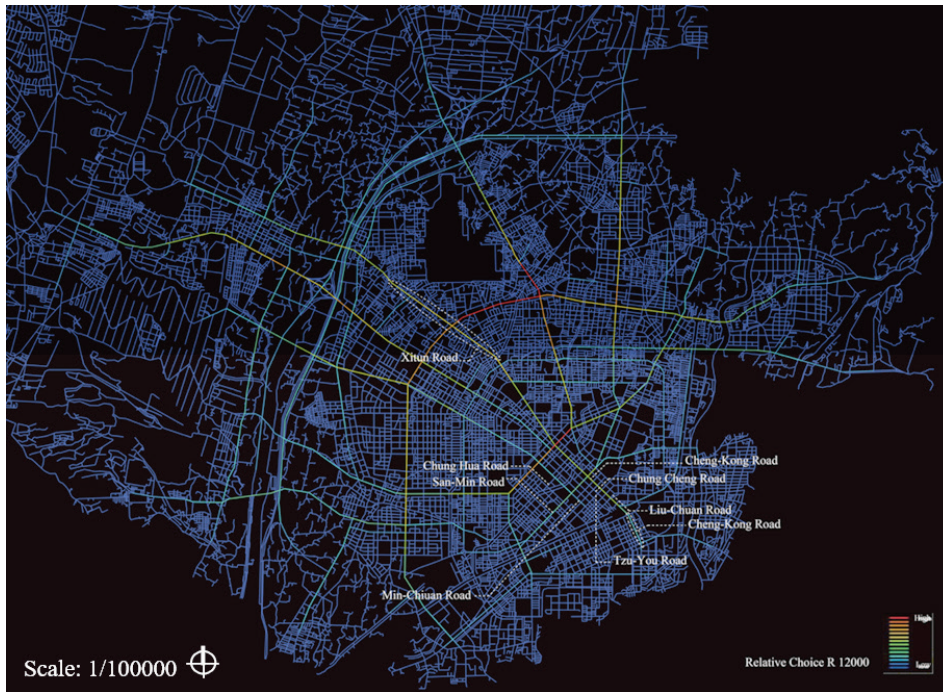 Xitun Road
Chung Hua Road
San-Min Road
Cheng-Kong Road
Chung Cheng Road
Liu-Chuan Road
Cheng-Kong Road
Tzu-You Road
Min-Chiuan Road
High
Low
Scale: 1/100000
Relative Choice R 12000